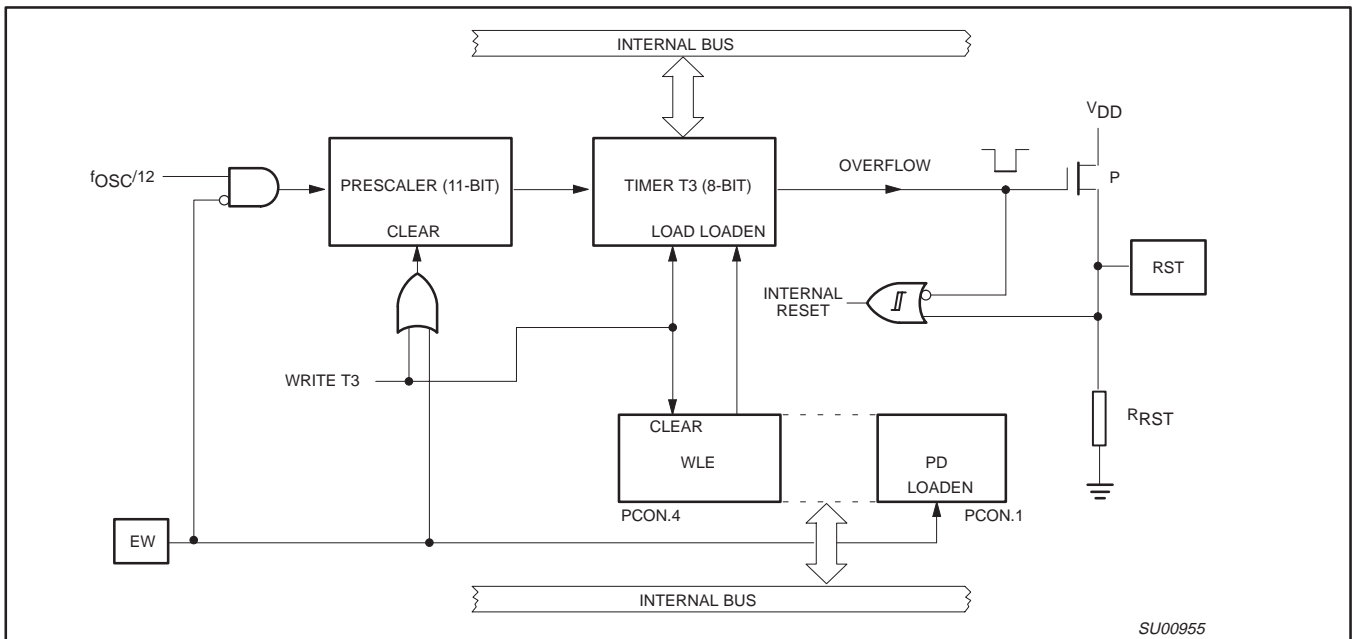 INTERNAL BUS
VDD
fOSC/12
PRESCALER (11-BIT)
CLEAR
TIMER T3 (8-BIT)
LOAD LOADEN
OVERFLOW
P
RST
INTERNAL
RESET
WRITE T3
RRST
CLEAR
WLE
PD
LOADEN
PCON.4
PCON.1
EW
INTERNAL BUS
SU00955